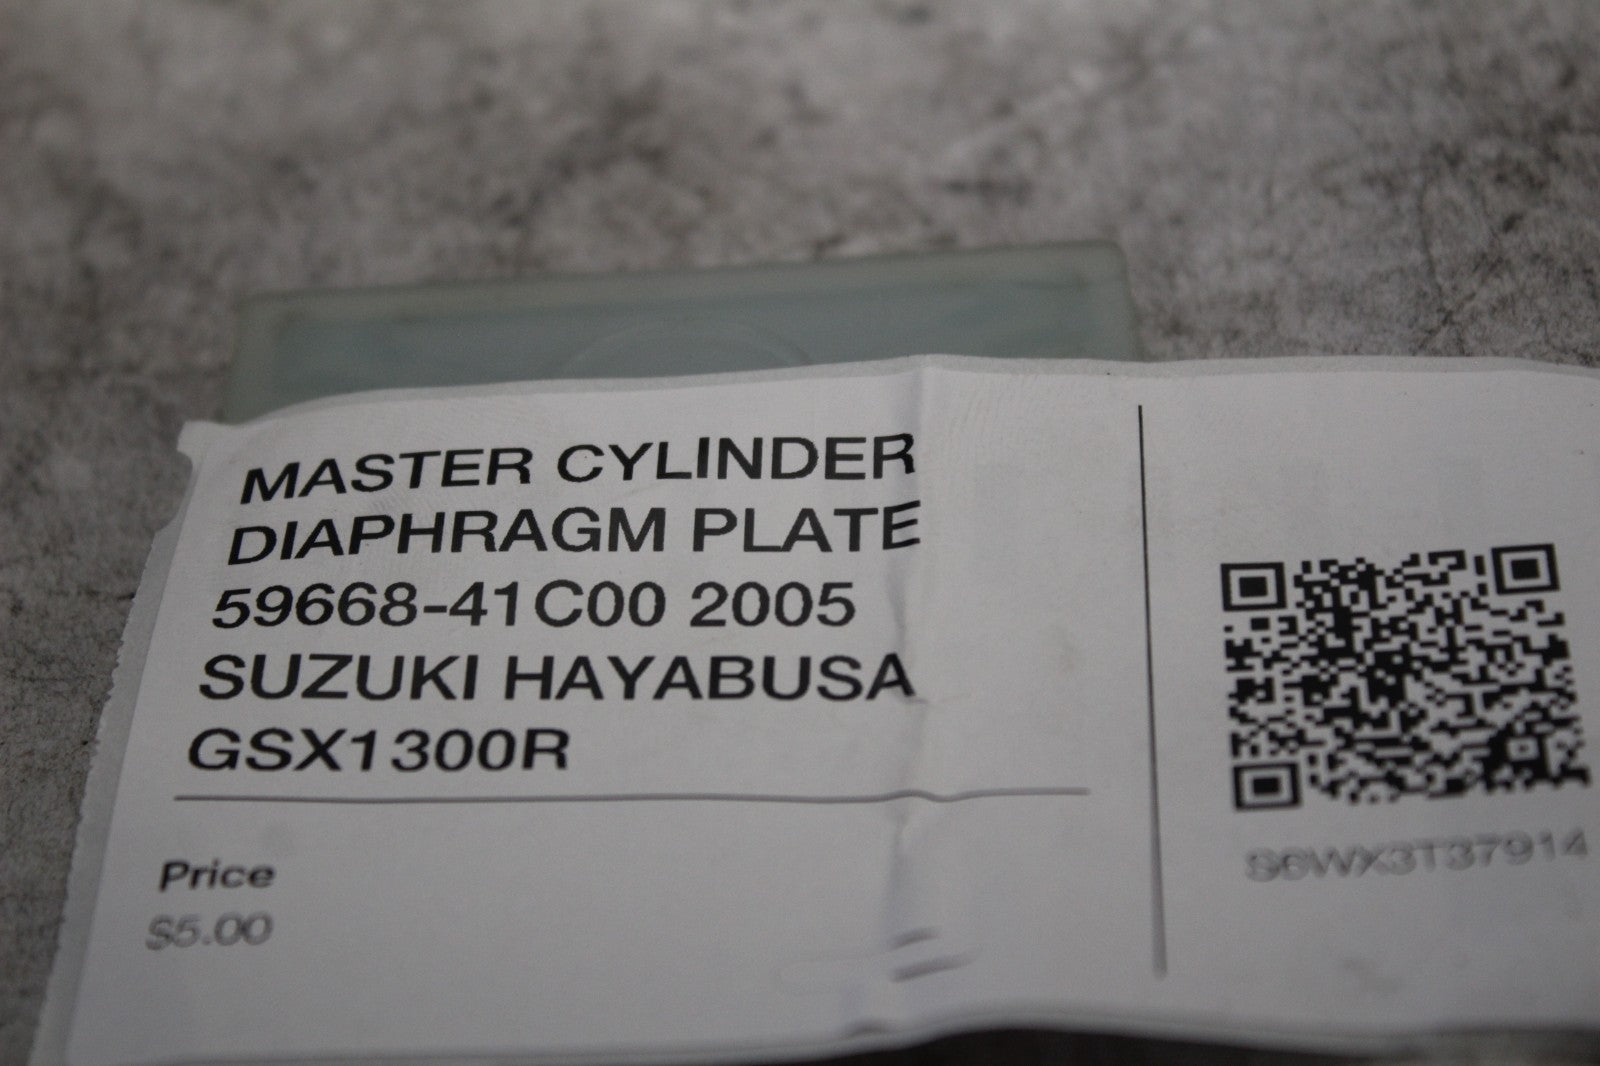 MASTER CYLINDER
DIAPHRAGM PLATE
59668-41C00 2005
SUZUKI HAYABUSA
GSX1300R
Price
$5.00
S6WX3T37914